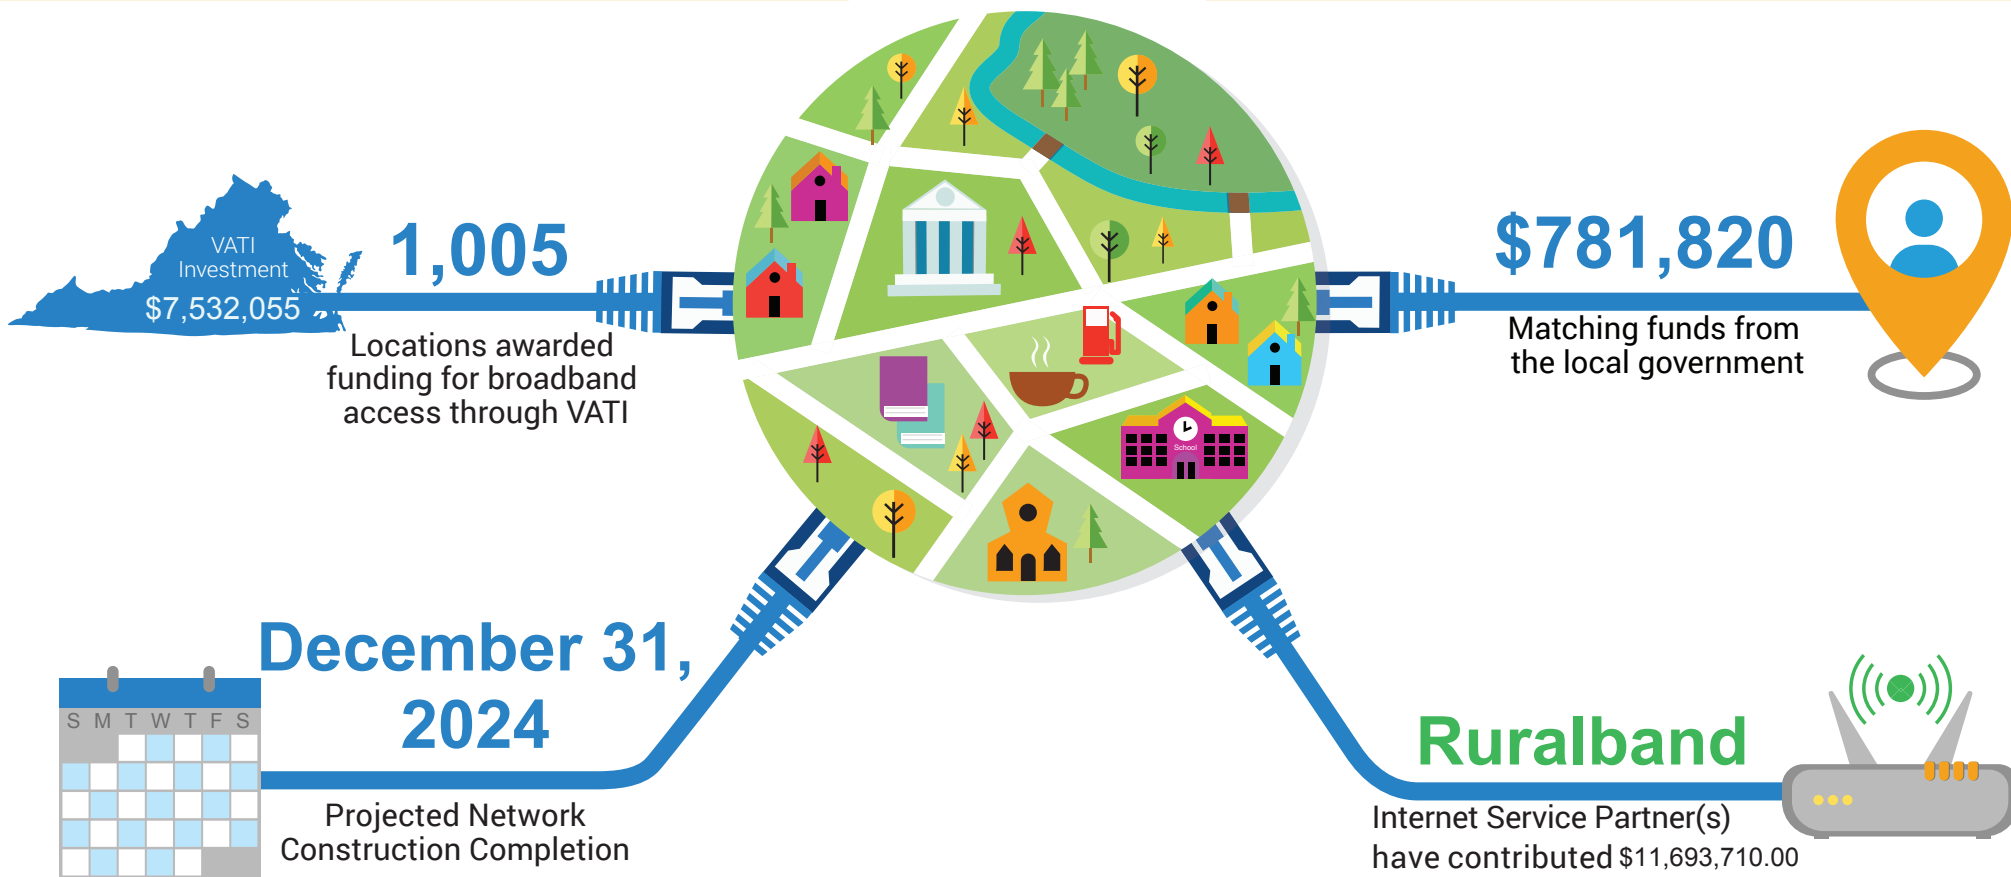 VATI
Investment
$7,532,055
1,005
Locations awarded
funding for broadband
access through VATI
$781,820
Matching funds from
the local government
School
December 31,
2024
Projected Network
Construction Completion
S M T W T F S
Ruralband
Internet Service Partner(s)
have contributed $11,693,710.00